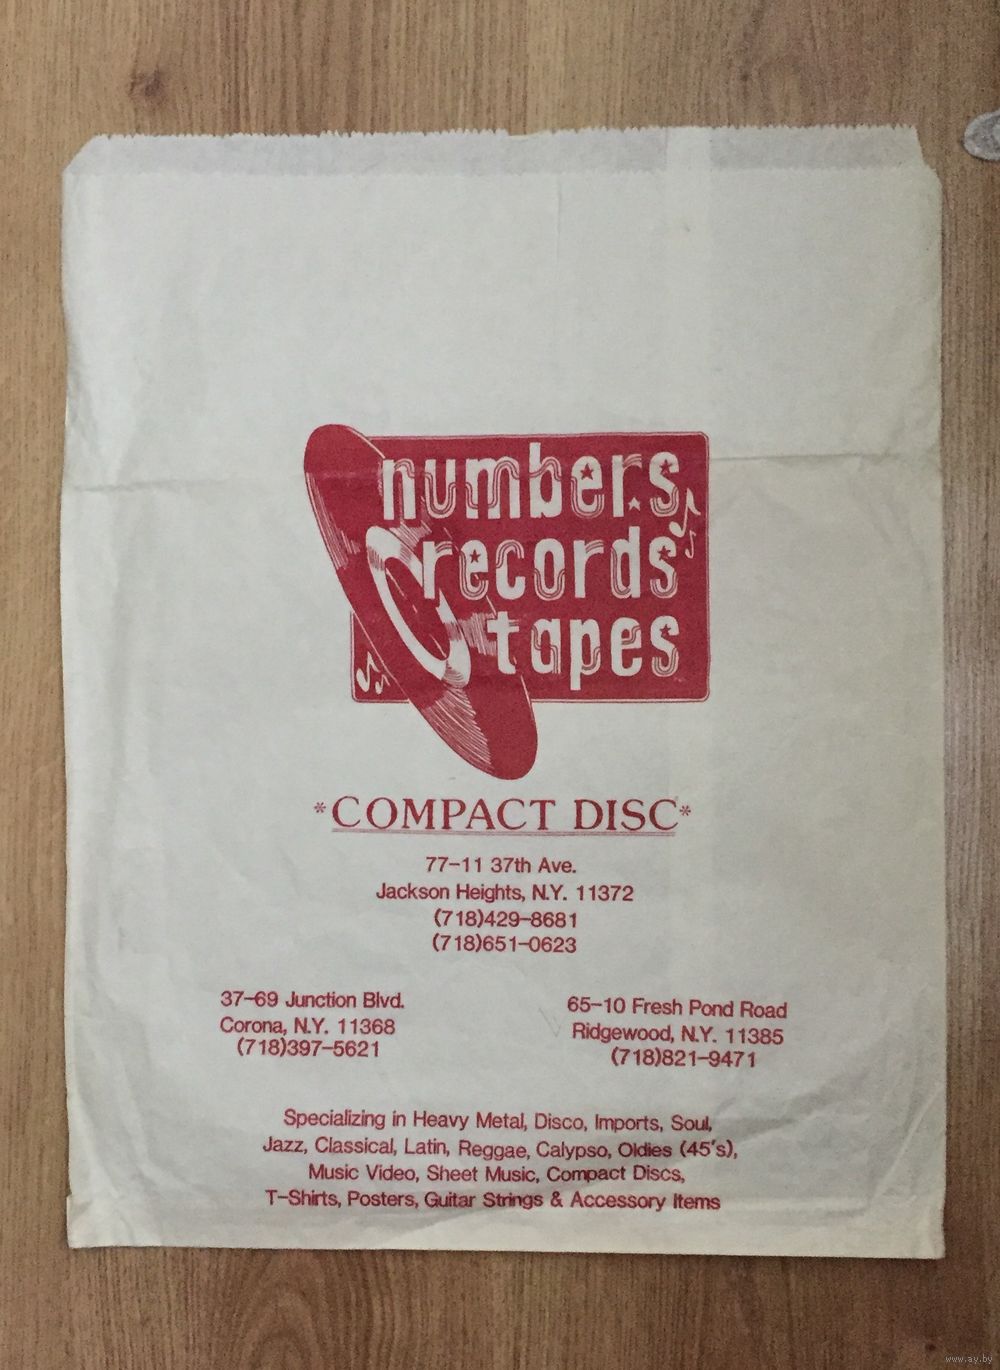 numbers
records
tapes
*COMPACT DISC*
77-11 37th Ave.
Jackson Heights, N.Y. 11372
(718)429-8681
(718)651-0623
37-69 Junction Blvd.
Corona, N.Y. 11368
(718)397-5621
65-10 Fresh Pond Road
Ridgewood, N.Y. 11385
(718)821-9471
Specializing in Heavy Metal, Disco, Imports, Soul,
Jazz, Classical, Latin, Reggae, Calypso, Oldies (45's),
Music Video, Sheet Music, Compact Discs,
T-Shirts, Posters, Guitar Strings & Accessory Items
www.ay.by